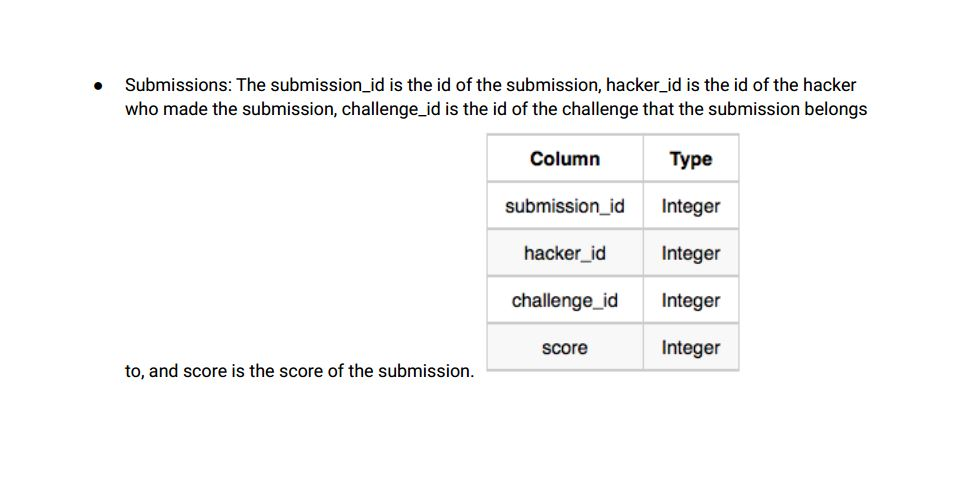 ● Submissions: The submission_id is the id of the submission, hacker_id is the id of the hacker
who made the submission, challenge_id is the id of the challenge that the submission belongs
Column Type
submission_id Integer
hacker_id Integer
challenge_id Integer
score Integer
to, and score is the score of the submission.